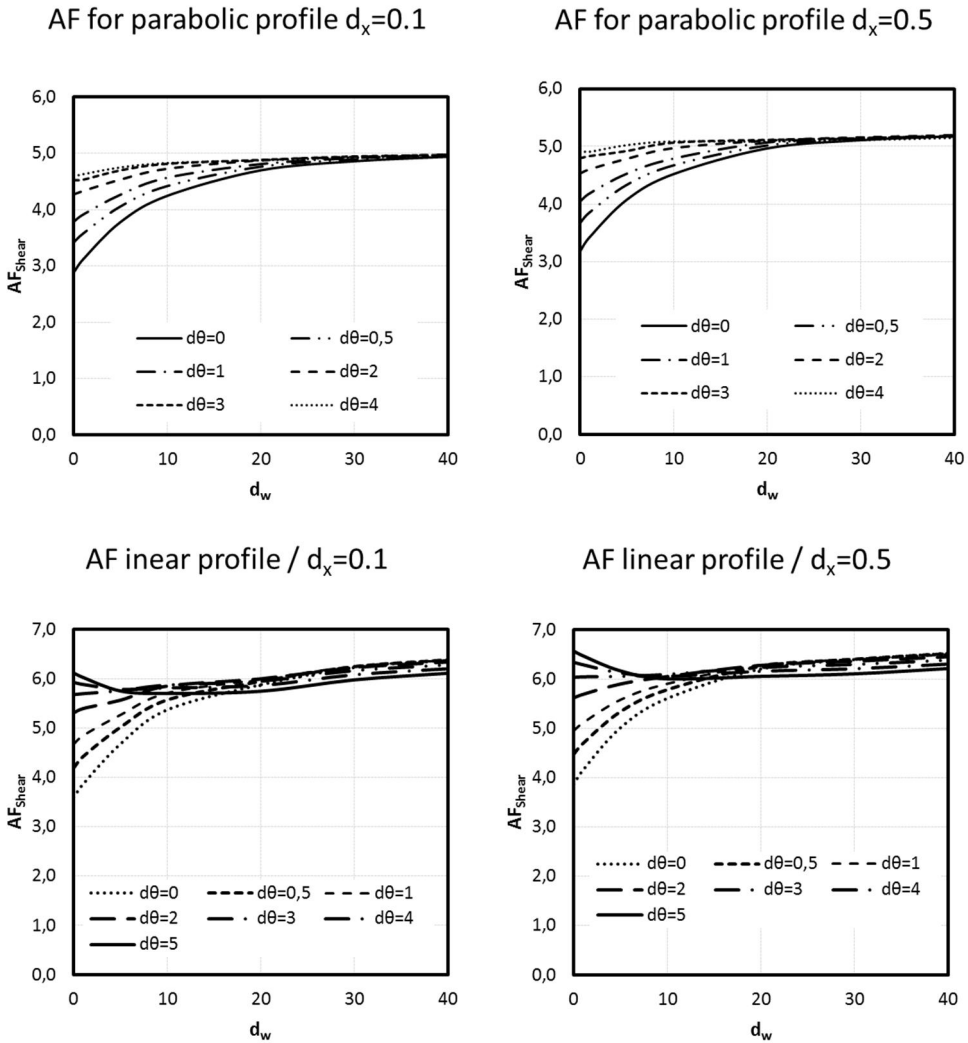 AF for parabolic profile dₓ=0.1
6,0
5,0
4,0
3,0
2,0
1,0
0,0
AF_Shear
dθ=0 dθ=0,5
dθ=1 dθ=2
dθ=3 dθ=4
0 10 20 30 40
d_w
AF for parabolic profile dₓ=0.5
6,0
5,0
4,0
3,0
2,0
1,0
0,0
AF_Shear
dθ=0 dθ=0,5
dθ=1 dθ=2
dθ=3 dθ=4
0 10 20 30 40
d_w
AF inear profile / dₓ=0.1
7,0
6,0
5,0
4,0
3,0
2,0
1,0
0,0
AF_Shear
dθ=0 dθ=0,5 dθ=1
dθ=2 dθ=3 dθ=4
dθ=5
0 10 20 30 40
d_w
AF linear profile / dₓ=0.5
7,0
6,0
5,0
4,0
3,0
2,0
1,0
0,0
AF_Shear
dθ=0 dθ=0,5 dθ=1
dθ=2 dθ=3 dθ=4
dθ=5
0 10 20 30 40
d_w